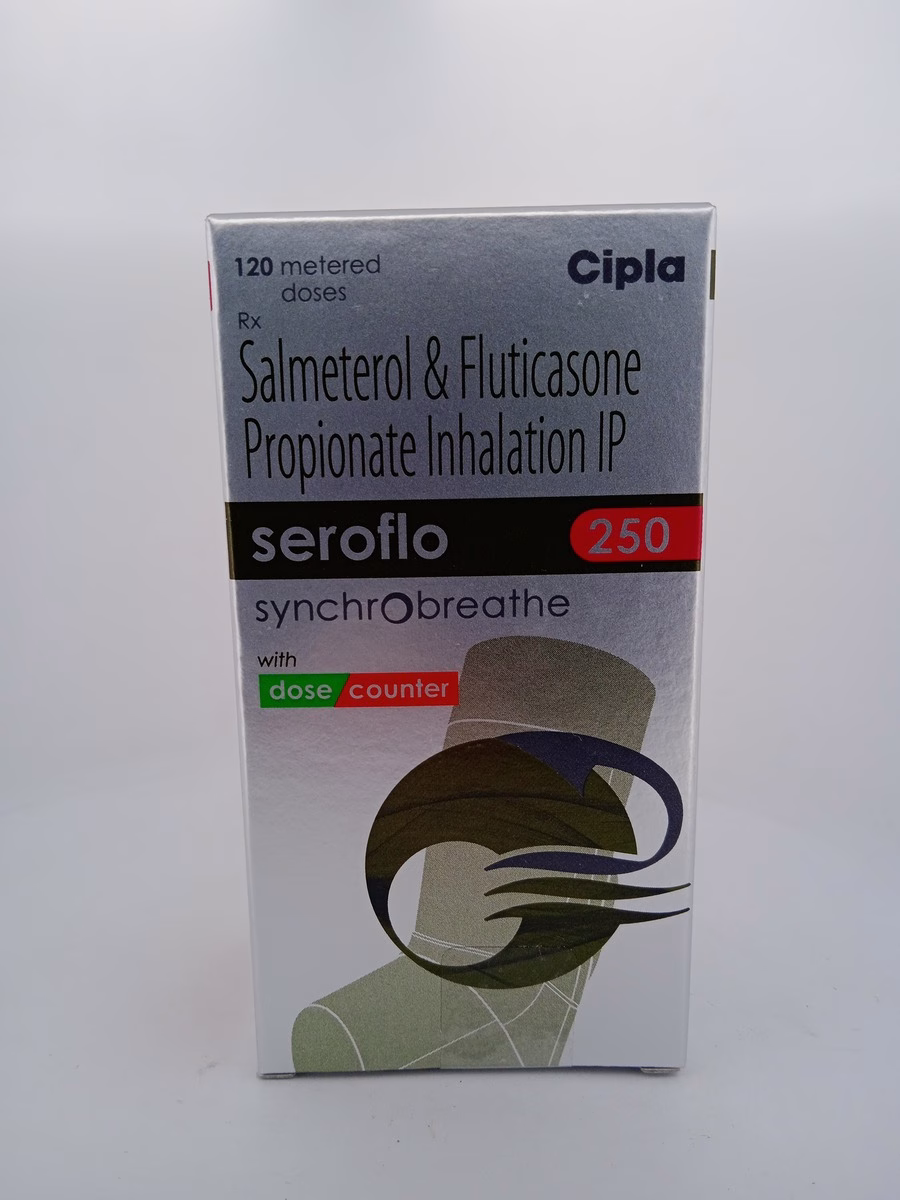 120 metered
doses
Cipla
Rx
Salmeterol & Fluticasone
Propionate Inhalation IP
seroflo
250
synchrobreathe
with
dose counter